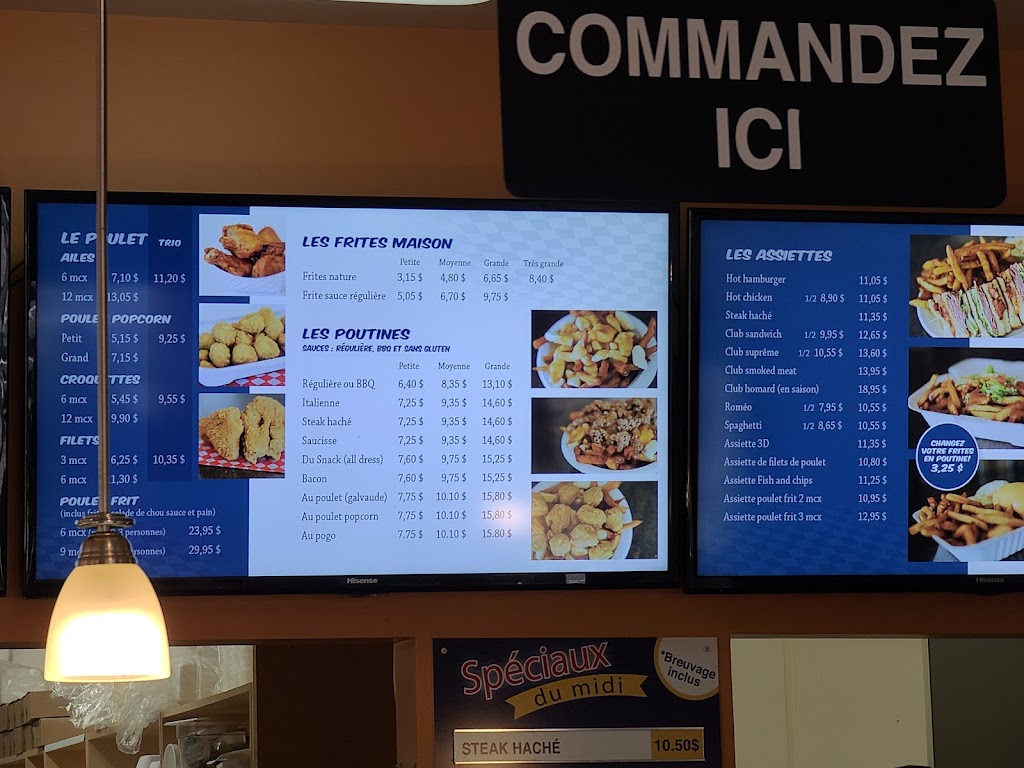 COMMANDEZ
ICI
LE POULET TRIO
AILES
6 mcx 7,10 $ 11,20 $
12 mcx 13,05 $
POULET POPCORN
Petit 5,15 $ 9,25 $
Grand 7,15 $
CROQUETTES
6 mcx 5,45 $ 9,55 $
12 mcx 9,90 $
FILETS
3 mcx 6,25 $ 10,35 $
6 mcx 11,30 $
POULET FRIT
(inclus salade de chou sauce et pain)
6 mcx personnes) 23,95 $
9 mcx personnes) 29,95 $
LES FRITES MAISON
Petite Moyenne Grande Très grande
Frites nature 3,15 $ 4,80 $ 6,65 $ 8,40 $
Frite sauce régulière 5,05 $ 6,70 $ 9,75 $
LES POUTINES
SAUCES : RÉGULIÈRE, BBQ ET SANS GLUTEN
Petite Moyenne Grande
Régulière ou BBQ 6,40 $ 8,35 $ 13,10 $
Italienne 7,25 $ 9,35 $ 14,60 $
Steak haché 7,25 $ 9,35 $ 14,60 $
Saucisse 7,25 $ 9,35 $ 14,60 $
Du Snack (all dress) 7,60 $ 9,75 $ 15,25 $
Bacon 7,60 $ 9,75 $ 15,25 $
Au poulet (galvaude) 7,75 $ 10.10 $ 15,80 $
Au poulet popcorn 7,75 $ 10.10 $ 15,80 $
Au pogo 7.75 $ 10.10 $ 15.80 $
Hisense
LES ASSIETTES
Hot hamburger 11,05 $
Hot chicken 1/2 8,90 $ 11,05 $
Steak haché 11,35 $
Club sandwich 1/2 9,95 $ 12,65 $
Club suprême 1/2 10,55 $ 13,60 $
Club smoked meat 13,95 $
Club homard (en saison) 18,95 $
Roméo 1/2 7,95 $ 10,55 $
Spaghetti 1/2 8,65 $ 10,55 $
Assiette 3D 11,35 $
Assiette de filets de poulet 10,80 $
Assiette Fish and chips 11,25 $
Assiette poulet frit 2 mcx 10,95 $
Assiette poulet frit 3 mcx 12,95 $
CHANGEZ
VOTRE FRITES
EN POUTINE!
3,25 $
Hisense
Spéciaux
du midi
*Breuvage
inclus
STEAK HACHÉ 10.50$